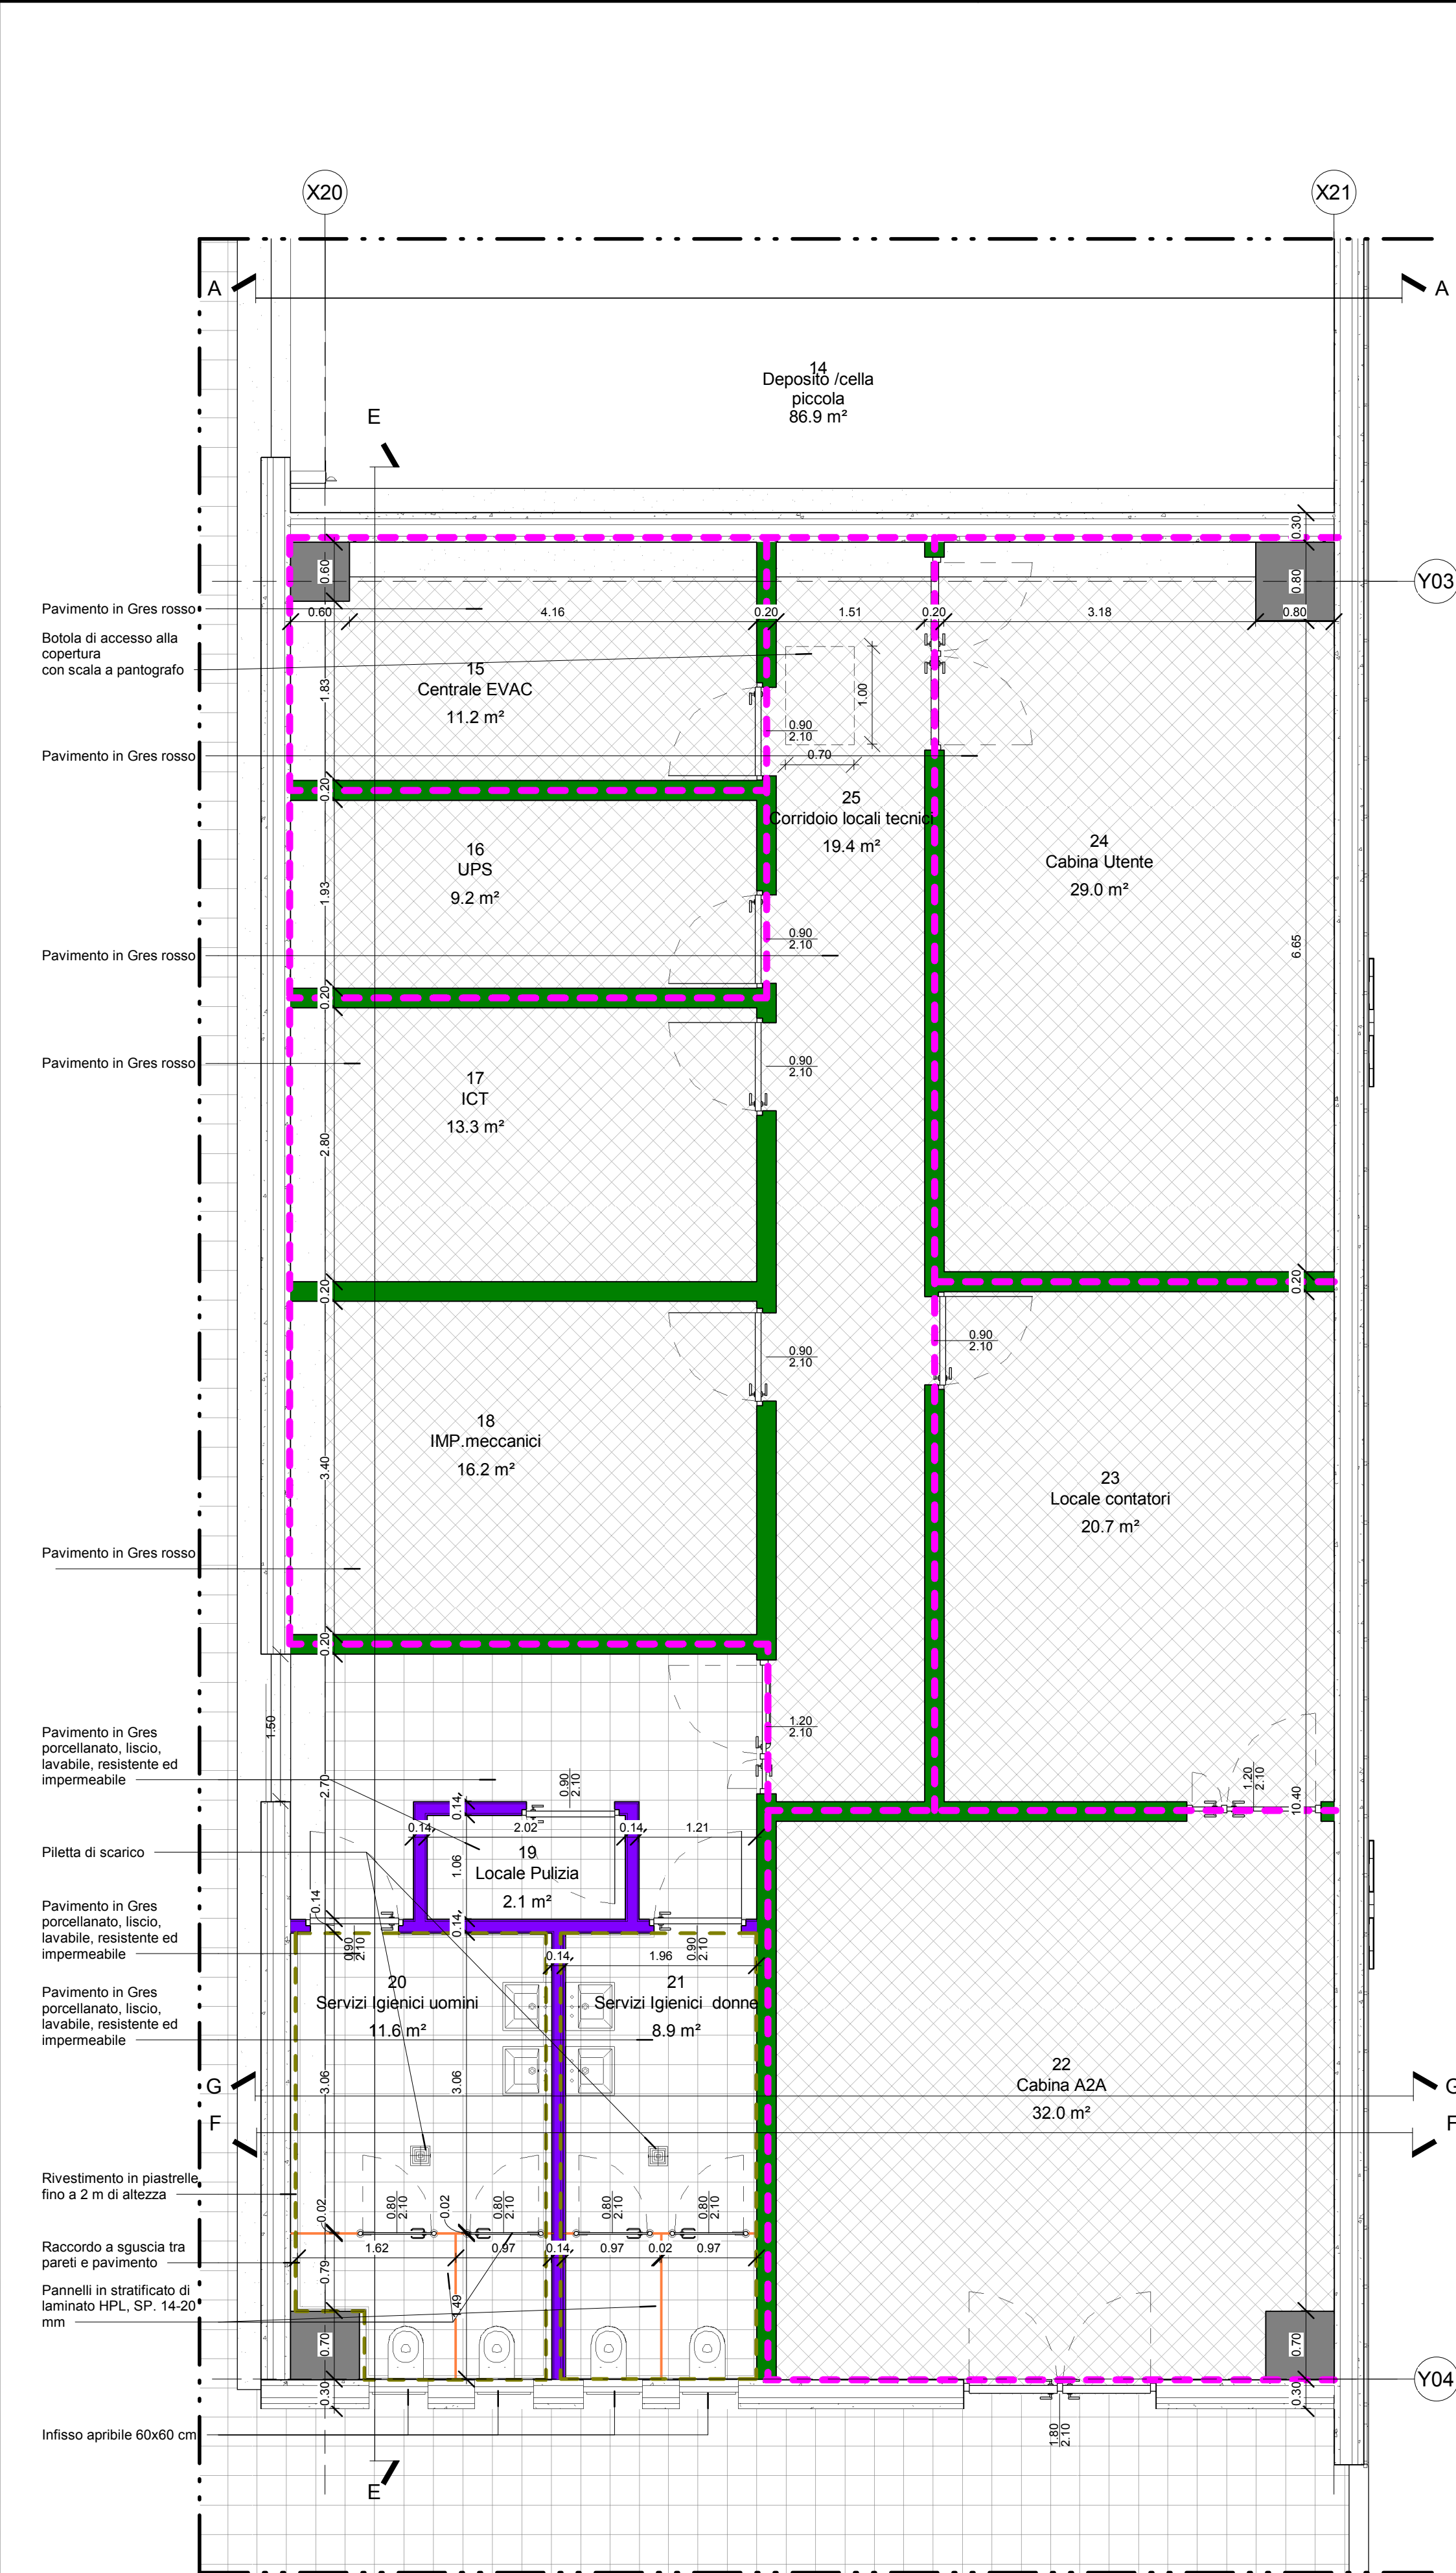 X20
X21
A
A
14
Deposito /cella
piccola
86.9 m²
E
0.30
0.60
0.80
Y03
Pavimento in Gres rosso
0.60
4.16
0.20
1.51
0.20
3.18
0.80
Botola di accesso alla
copertura
con scala a pantografo
15
Centrale EVAC
11.2 m²
1.83
1.00
0.90
2.10
0.70
Pavimento in Gres rosso
0.20
25
Corridoio locali tecnici
19.4 m²
16
UPS
9.2 m²
24
Cabina Utente
29.0 m²
1.93
0.90
2.10
6.65
Pavimento in Gres rosso
0.20
Pavimento in Gres rosso
0.90
2.10
17
ICT
13.3 m²
2.80
0.20
0.20
0.90
2.10
0.90
2.10
18
IMP.meccanici
16.2 m²
3.40
23
Locale contatori
20.7 m²
Pavimento in Gres rosso
0.20
1.50
1.20
2.10
Pavimento in Gres
porcellanato, liscio,
lavabile, resistente ed
impermeabile
2.70
0.90
2.10
1.20
2.10
10.40
0.14
0.14
2.02
0.14
1.21
Piletta di scarico
1.06
19
Locale Pulizia
2.1 m²
0.14
0.14
Pavimento in Gres
porcellanato, liscio,
lavabile, resistente ed
impermeabile
0.90
2.10
0.14
1.96
0.90
2.10
20
Servizi Igienici uomini
11.6 m²
21
Servizi Igienici donne
8.9 m²
Pavimento in Gres
porcellanato, liscio,
lavabile, resistente ed
impermeabile
22
Cabina A2A
32.0 m²
3.06
3.06
G
G
F
F
Rivestimento in piastrelle
fino a 2 m di altezza
0.02
0.80
2.10
0.02
0.80
2.10
0.80
2.10
0.80
2.10
Raccordo a sguscia tra
pareti e pavimento
1.62
0.97
0.14
0.97
0.02
0.97
0.79
Pannelli in stratificato di
laminato HPL, SP. 14-20
mm
1.49
0.70
0.70
Y04
0.30
0.30
Infisso apribile 60x60 cm
1.80
2.10
E